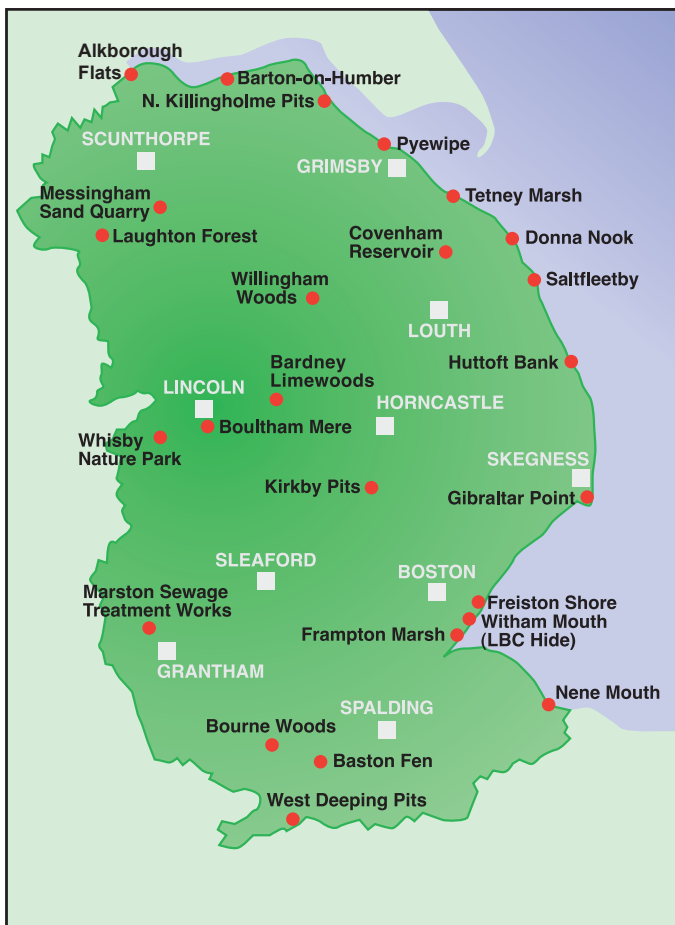 Alkborough
Flats
Barton-on-Humber
N. Killingholme Pits
SCUNTHORPE
Pyewipe
GRIMSBY
Messingham
Sand Quarry
Tetney Marsh
Laughton Forest
Covenham
Reservoir
Donna Nook
Willingham
Woods
Saltfleetby
LOUTH
Bardney
Limewoods
Huttoft Bank
LINCOLN
HORNCASTLE
Boultham Mere
Whisby
Nature Park
SKEGNESS
Kirkby Pits
Gibraltar Point
SLEAFORD
BOSTON
Marston Sewage
Treatment Works
Freiston Shore
Witham Mouth
(LBC Hide)
Frampton Marsh
GRANTHAM
Nene Mouth
SPALDING
Bourne Woods
Baston Fen
West Deeping Pits